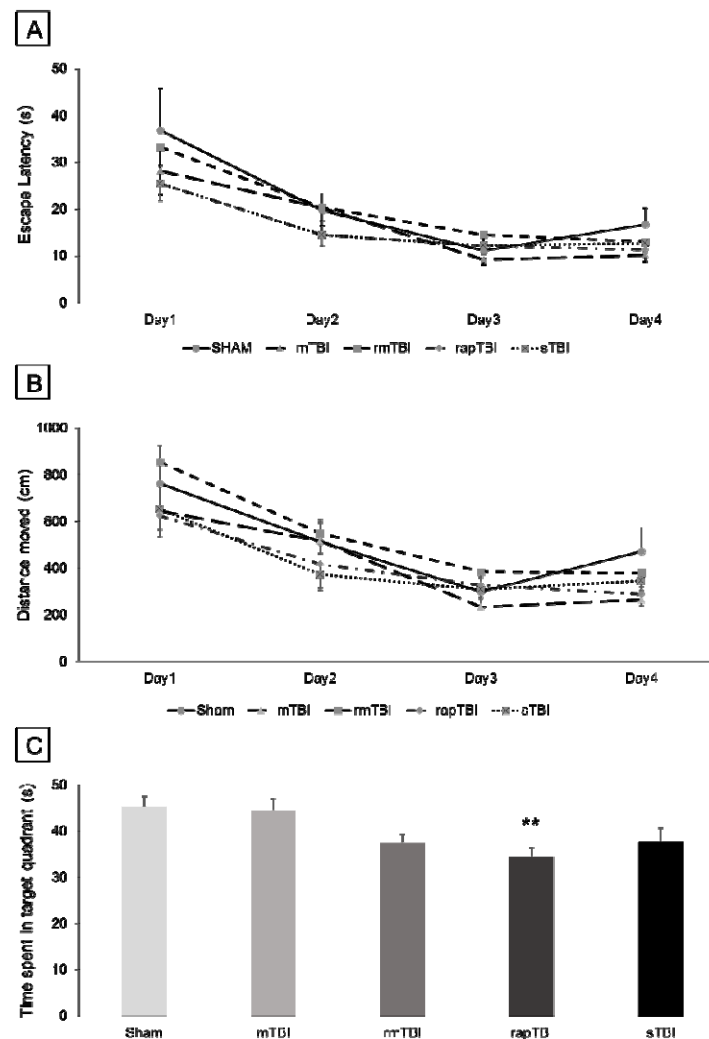 A
Escape Latency (s)
50
40
30
20
10
0
Day1 Day2 Day3 Day4
SHAM mTBI rmTBI rapTBI sTBI
B
Distance moved (cm)
1000
800
600
400
200
0
Day1 Day2 Day3 Day4
Sham mTBI rmTBI rapTBI sTBI
C
Time spent in target quadrant (s)
50
40
30
20
10
0
**
Sham mTBI rmTBI rapTB sTBI